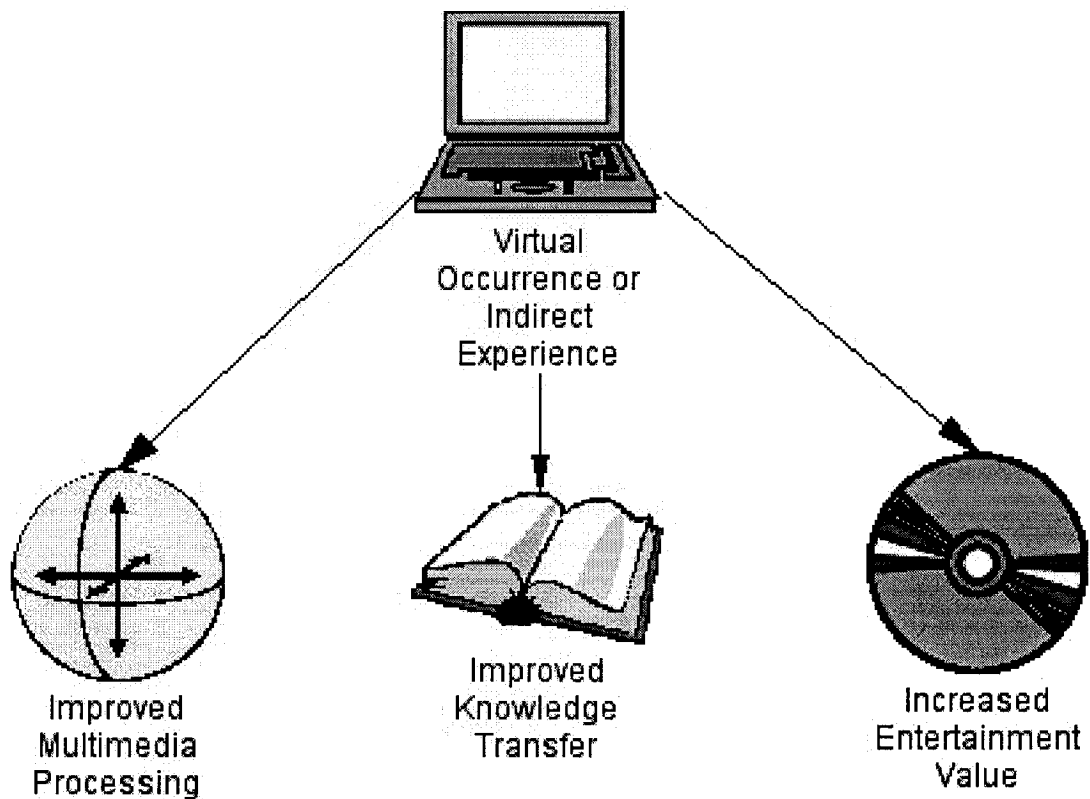 Virtual
Occurrence or
Indirect
Experience
Improved
Multimedia
Processing
Improved
Knowledge
Transfer
Increased
Entertainment
Value